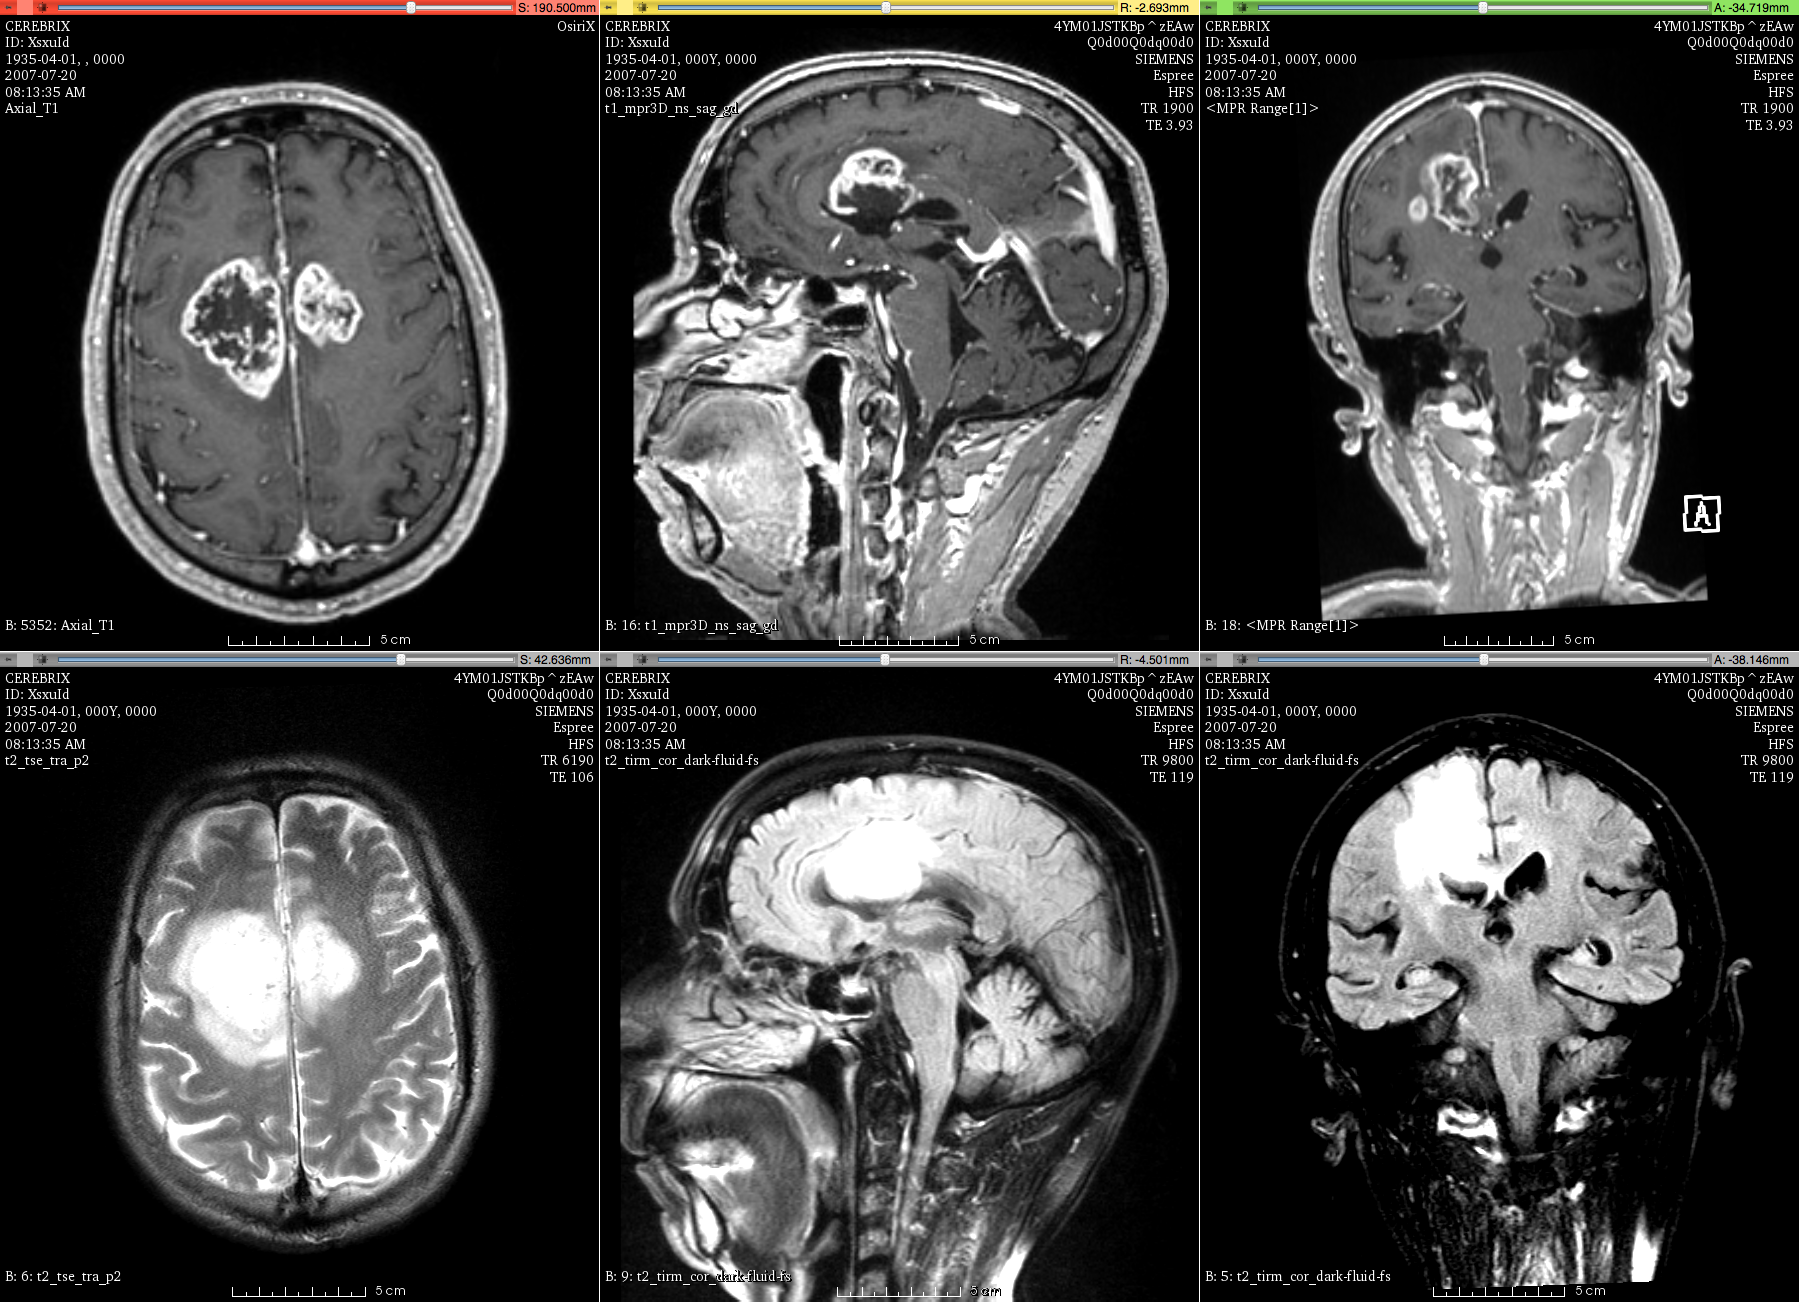 S: 190.500mm
CEREBRIX
OsiriX
ID: XsxuId
1935-04-01, , 0000
2007-07-20
08:13:35 AM
Axial_T1
B: 5352: Axial_T1
5 cm
R: -2.693mm
CEREBRIX
4YM01JSTKBp^zEAw
ID: XsxuId
Q0d00Q0dq00d0
1935-04-01, 000Y, 0000
SIEMENS
2007-07-20
Espree
08:13:35 AM
HFS
t1_mpr3D_ns_sag_gd
TR 1900
TE 3.93
B: 16: t1_mpr3D_ns_sag_gd
5 cm
A: -34.719mm
CEREBRIX
4YM01JSTKBp^zEAw
ID: XsxuId
Q0d00Q0dq00d0
1935-04-01, 000Y, 0000
SIEMENS
2007-07-20
Espree
08:13:35 AM
HFS
<MPR Range[1]>
TR 1900
TE 3.93
A
B: 18: <MPR Range[1]>
5 cm
S: 42.636mm
CEREBRIX
4YM01JSTKBp^zEAw
ID: XsxuId
Q0d00Q0dq00d0
1935-04-01, 000Y, 0000
SIEMENS
2007-07-20
Espree
08:13:35 AM
HFS
t2_tse_tra_p2
TR 6190
TE 106
B: 6: t2_tse_tra_p2
5 cm
R: -4.501mm
CEREBRIX
4YM01JSTKBp^zEAw
ID: XsxuId
Q0d00Q0dq00d0
1935-04-01, 000Y, 0000
SIEMENS
2007-07-20
Espree
08:13:35 AM
HFS
t2_tirm_cor_dark-fluid-fs
TR 9800
TE 119
B: 9: t2_tirm_cor_dark-fluid-fs
5 cm
A: -38.146mm
CEREBRIX
4YM01JSTKBp^zEAw
ID: XsxuId
Q0d00Q0dq00d0
1935-04-01, 000Y, 0000
SIEMENS
2007-07-20
Espree
08:13:35 AM
HFS
t2_tirm_cor_dark-fluid-fs
TR 9800
TE 119
B: 5: t2_tirm_cor_dark-fluid-fs
5 cm